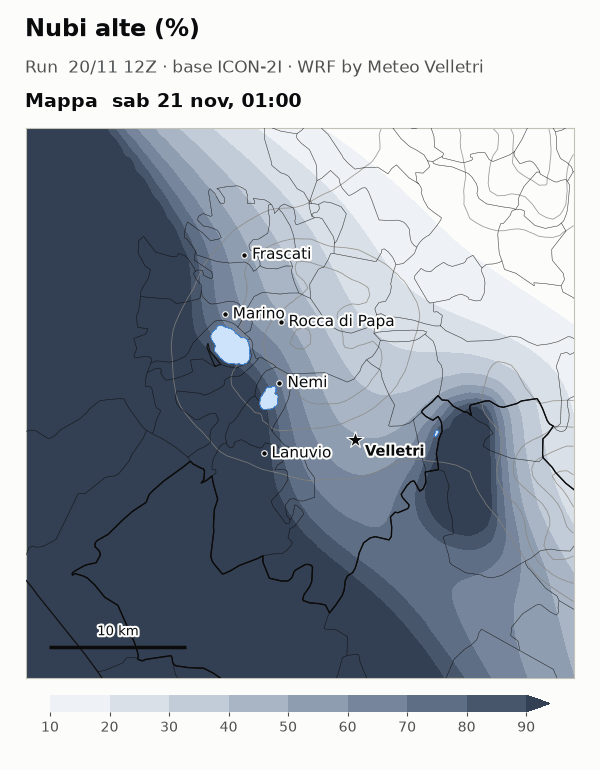 Nubi alte (%)
Run  20/11 12Z · base ICON-2I · WRF by Meteo Velletri
Mappa  sab 21 nov, 01:00
Frascati
Marino
Rocca di Papa
Nemi
Velletri
Lanuvio
10 km
10 20 30 40 50 60 70 80 90